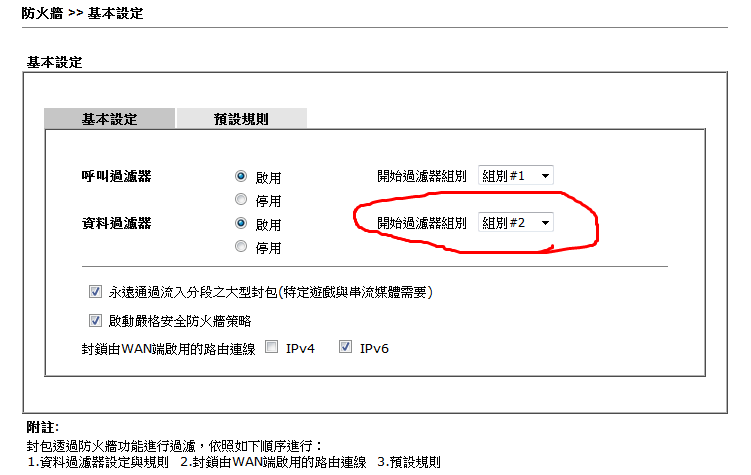 防火牆 >> 基本設定
基本設定
基本設定 預設規則
呼叫過濾器 啟用 開始過濾器組別 組別#1
停用
資料過濾器 啟用 開始過濾器組別 組別#2
停用
永遠通過流入分段之大型封包(特定遊戲與串流媒體需要)
啟動嚴格安全防火牆策略
封鎖由WAN端啟用的路由連線 IPv4 IPv6
附註:
封包透過防火牆功能進行過濾，依照如下順序進行：
1.資料過濾器設定與規則 2.封鎖由WAN端啟用的路由連線 3.預設規則